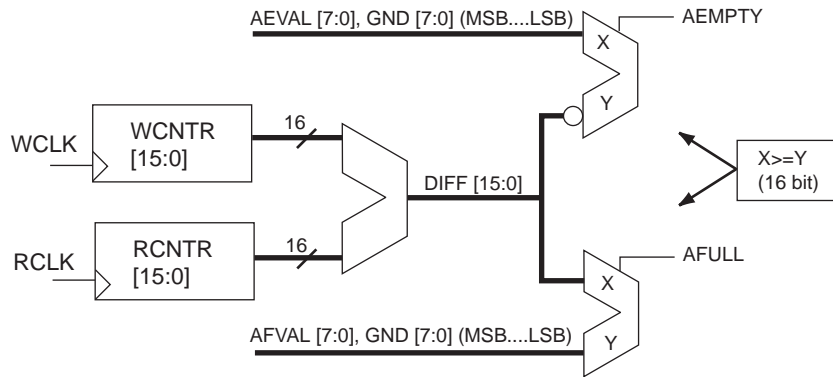 AEVAL [7:0], GND [7:0] (MSB....LSB)
AEMPTY
X
Y
WCLK
WCNTR
[15:0]
16
DIFF [15:0]
X>=Y
(16 bit)
RCLK
RCNTR
[15:0]
16
AFULL
X
Y
AFVAL [7:0], GND [7:0] (MSB....LSB)